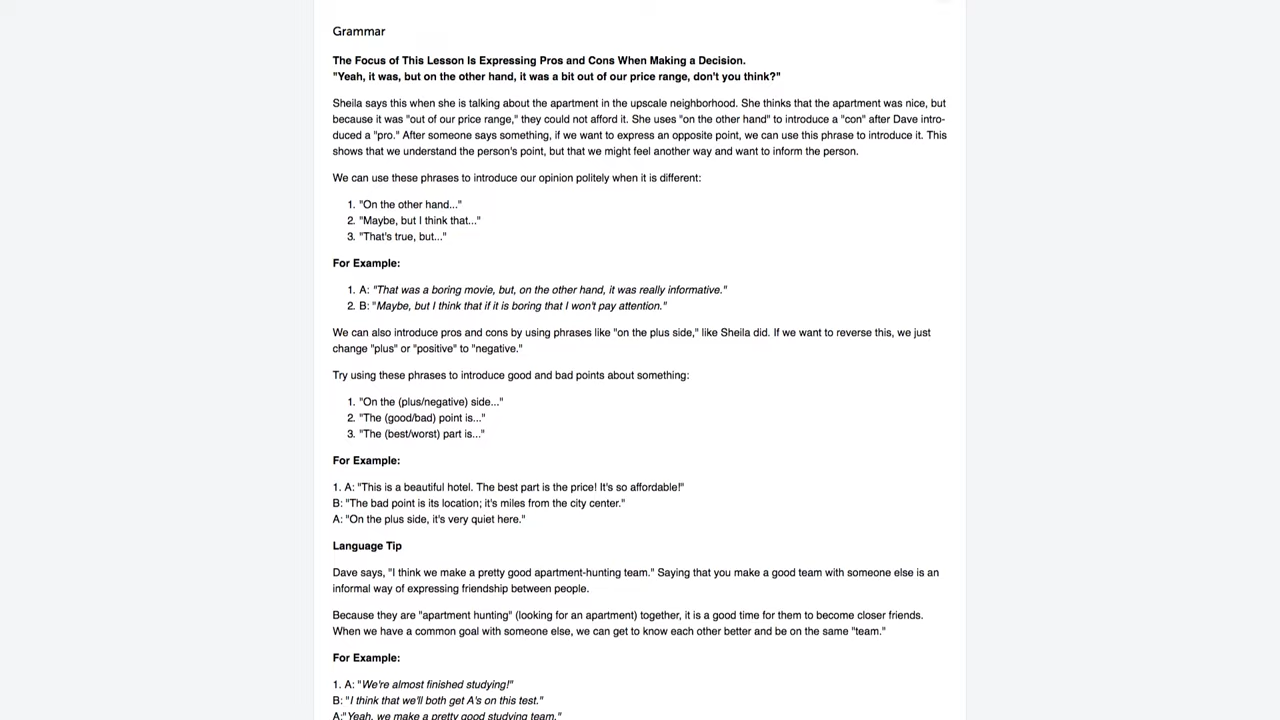 Grammar
The Focus of This Lesson Is Expressing Pros and Cons When Making a Decision.
"Yeah, it was, but on the other hand, it was a bit out of our price range, don't you think?"
Sheila says this when she is talking about the apartment in the upscale neighborhood. She thinks that the apartment was nice, but
because it was "out of our price range," they could not afford it. She uses "on the other hand" to introduce a "con" after Dave intro-
duced a "pro." After someone says something, if we want to express an opposite point, we can use this phrase to introduce it. This
shows that we understand the person's point, but that we might feel another way and want to inform the person.
We can use these phrases to introduce our opinion politely when it is different:
1. "On the other hand..."
2. "Maybe, but I think that..."
3. "That's true, but..."
For Example:
1. A: "That was a boring movie, but, on the other hand, it was really informative."
2. B: "Maybe, but I think that if it is boring that I won't pay attention."
We can also introduce pros and cons by using phrases like "on the plus side," like Sheila did. If we want to reverse this, we just
change "plus" or "positive" to "negative."
Try using these phrases to introduce good and bad points about something:
1. "On the (plus/negative) side..."
2. "The (good/bad) point is..."
3. "The (best/worst) part is..."
For Example:
1. A: "This is a beautiful hotel. The best part is the price! It's so affordable!"
B: "The bad point is its location; it's miles from the city center."
A: "On the plus side, it's very quiet here."
Language Tip
Dave says, "I think we make a pretty good apartment-hunting team." Saying that you make a good team with someone else is an
informal way of expressing friendship between people.
Because they are "apartment hunting" (looking for an apartment) together, it is a good time for them to become closer friends.
When we have a common goal with someone else, we can get to know each other better and be on the same "team."
For Example:
1. A: "We're almost finished studying!"
B: "I think that we'll both get A's on this test."
A:"Yeah, we make a pretty good studying team."